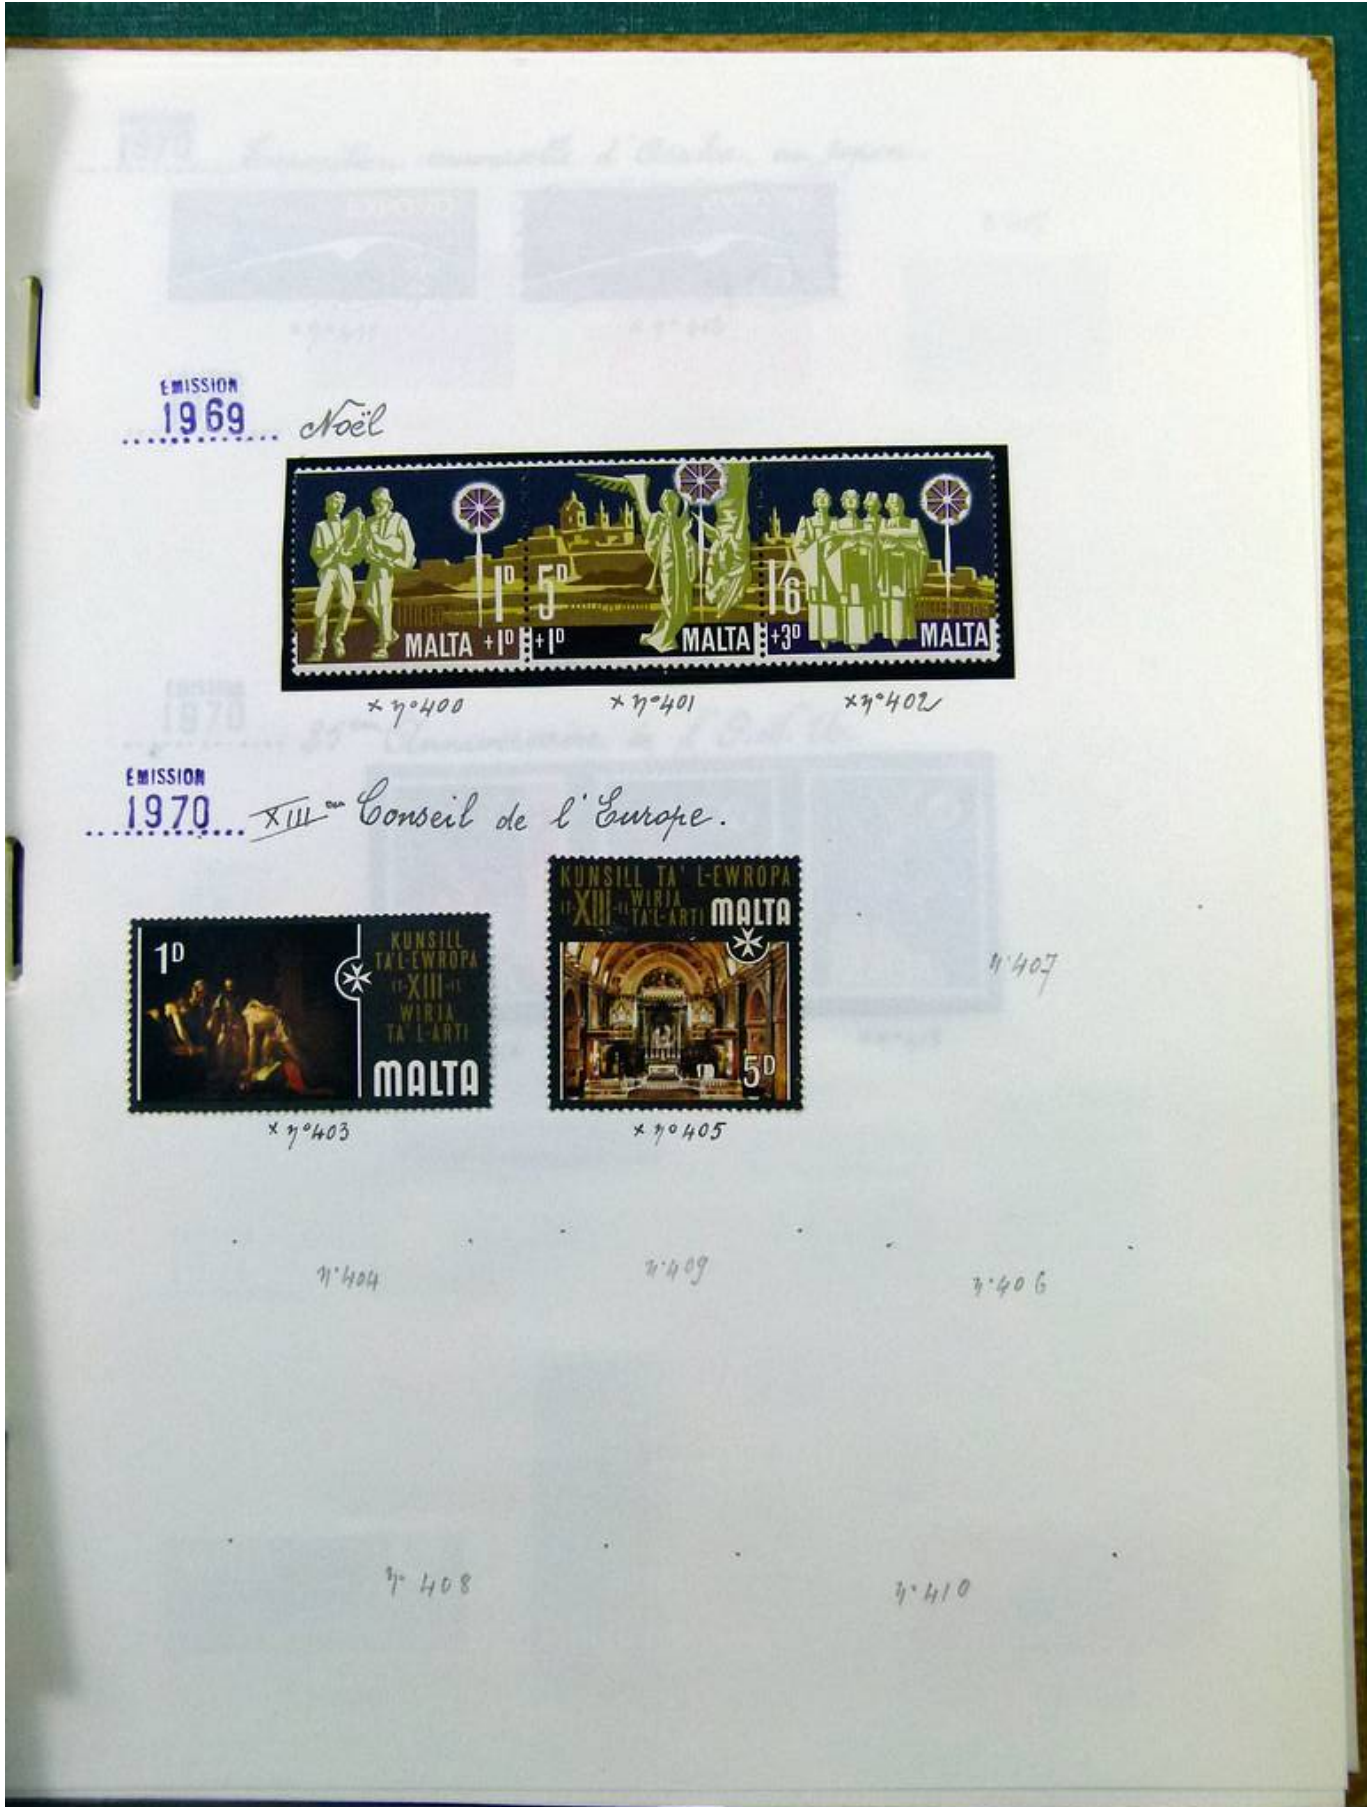 EMISSION
1969 Noël
1D +1D MALTA
5D +1D MALTA
1/6 +3D MALTA
x n°400 x n°401 x n°402
EMISSION
1970 XIII em Conseil de l'Europe.
1D
KUNSILL
TA'L-EWROPA
IT-XIII-IL
WIRJA
TA'L-ARTI
MALTA
KUNSILL TA' L-EWROPA
IT-XIII-IL WIRJA TA'L-ARTI MALTA
5D
n°407
x n°403 x n°405
n°404 n°409 n°406
n° 408 n°410